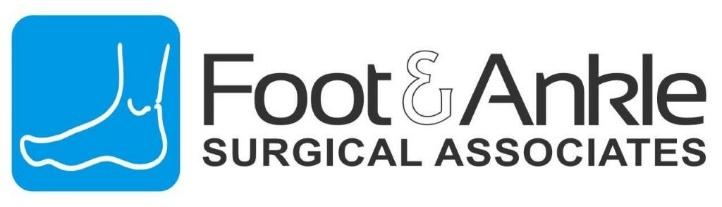 Foot & Ankle
SURGICAL ASSOCIATES